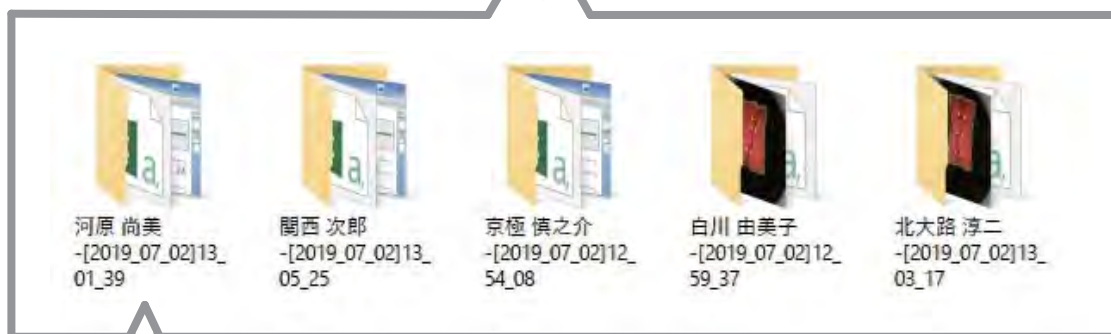 河原 尚美
-[2019_07_02]13_
01_39
関西 次郎
-[2019_07_02]13_
05_25
京極 慎之介
-[2019_07_02]12_
54_08
白川 由美子
-[2019_07_02]12_
59_37
北大路 淳二
-[2019_07_02]13_
03_17